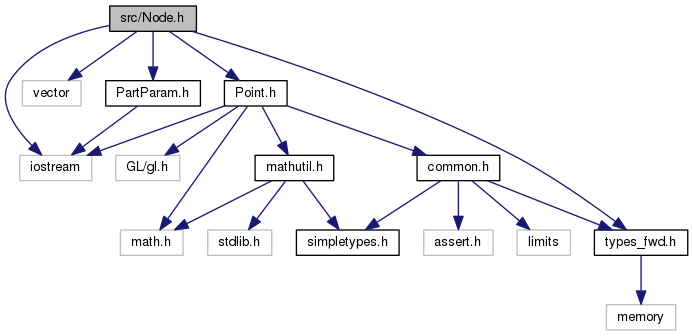 src/Node.h
vector
PartParam.h
Point.h
iostream
GL/gl.h
mathutil.h
common.h
math.h
stdlib.h
simpletypes.h
assert.h
limits
types_fwd.h
memory